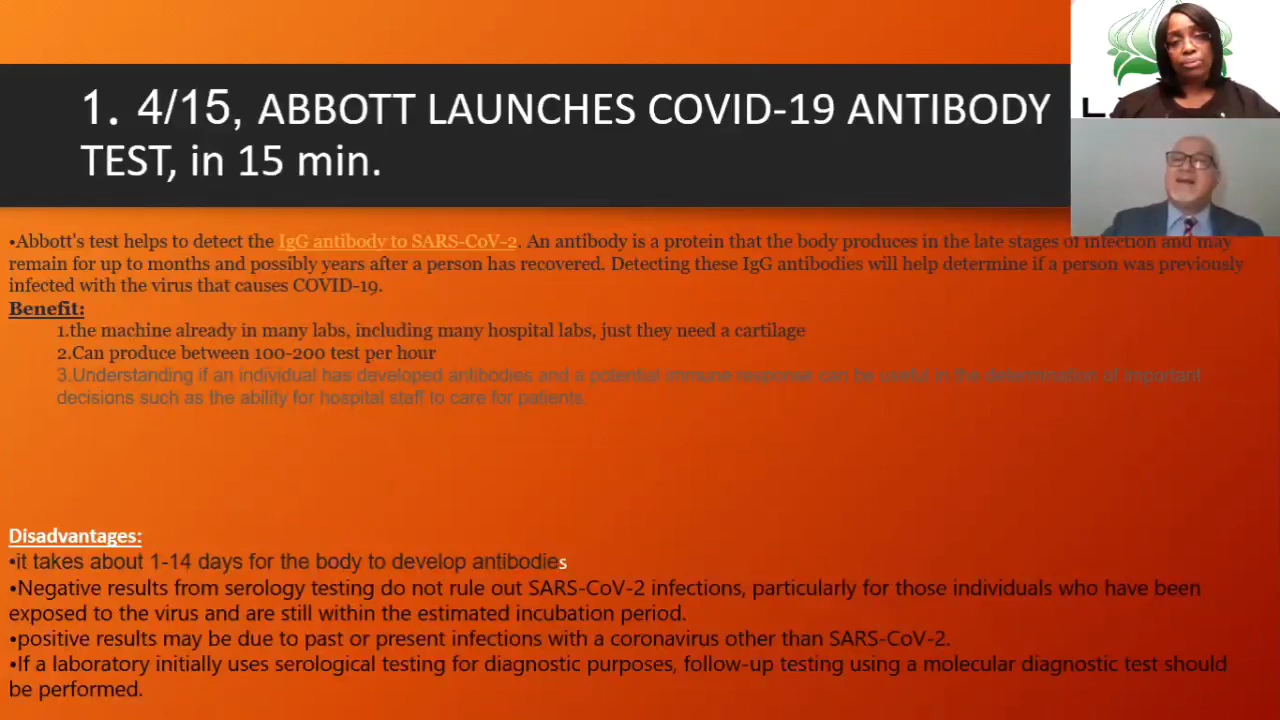 1. 4/15, ABBOTT LAUNCHES COVID-19 ANTIBODY
TEST, in 15 min.
•Abbott's test helps to detect the IgG antibody to SARS-CoV-2. An antibody is a protein that the body produces in the late stages of infection and may
remain for up to months and possibly years after a person has recovered. Detecting these IgG antibodies will help determine if a person was previously
infected with the virus that causes COVID-19.
Benefit:
1.the machine already in many labs, including many hospital labs, just they need a cartilage
2.Can produce between 100-200 test per hour
3.Understanding if an individual has developed antibodies and a potential immune response can be useful in the determination of important
decisions such as the ability for hospital staff to care for patients.
Disadvantages:
•it takes about 1-14 days for the body to develop antibodies
•Negative results from serology testing do not rule out SARS-CoV-2 infections, particularly for those individuals who have been
exposed to the virus and are still within the estimated incubation period.
•positive results may be due to past or present infections with a coronavirus other than SARS-CoV-2.
•If a laboratory initially uses serological testing for diagnostic purposes, follow-up testing using a molecular diagnostic test should
be performed.